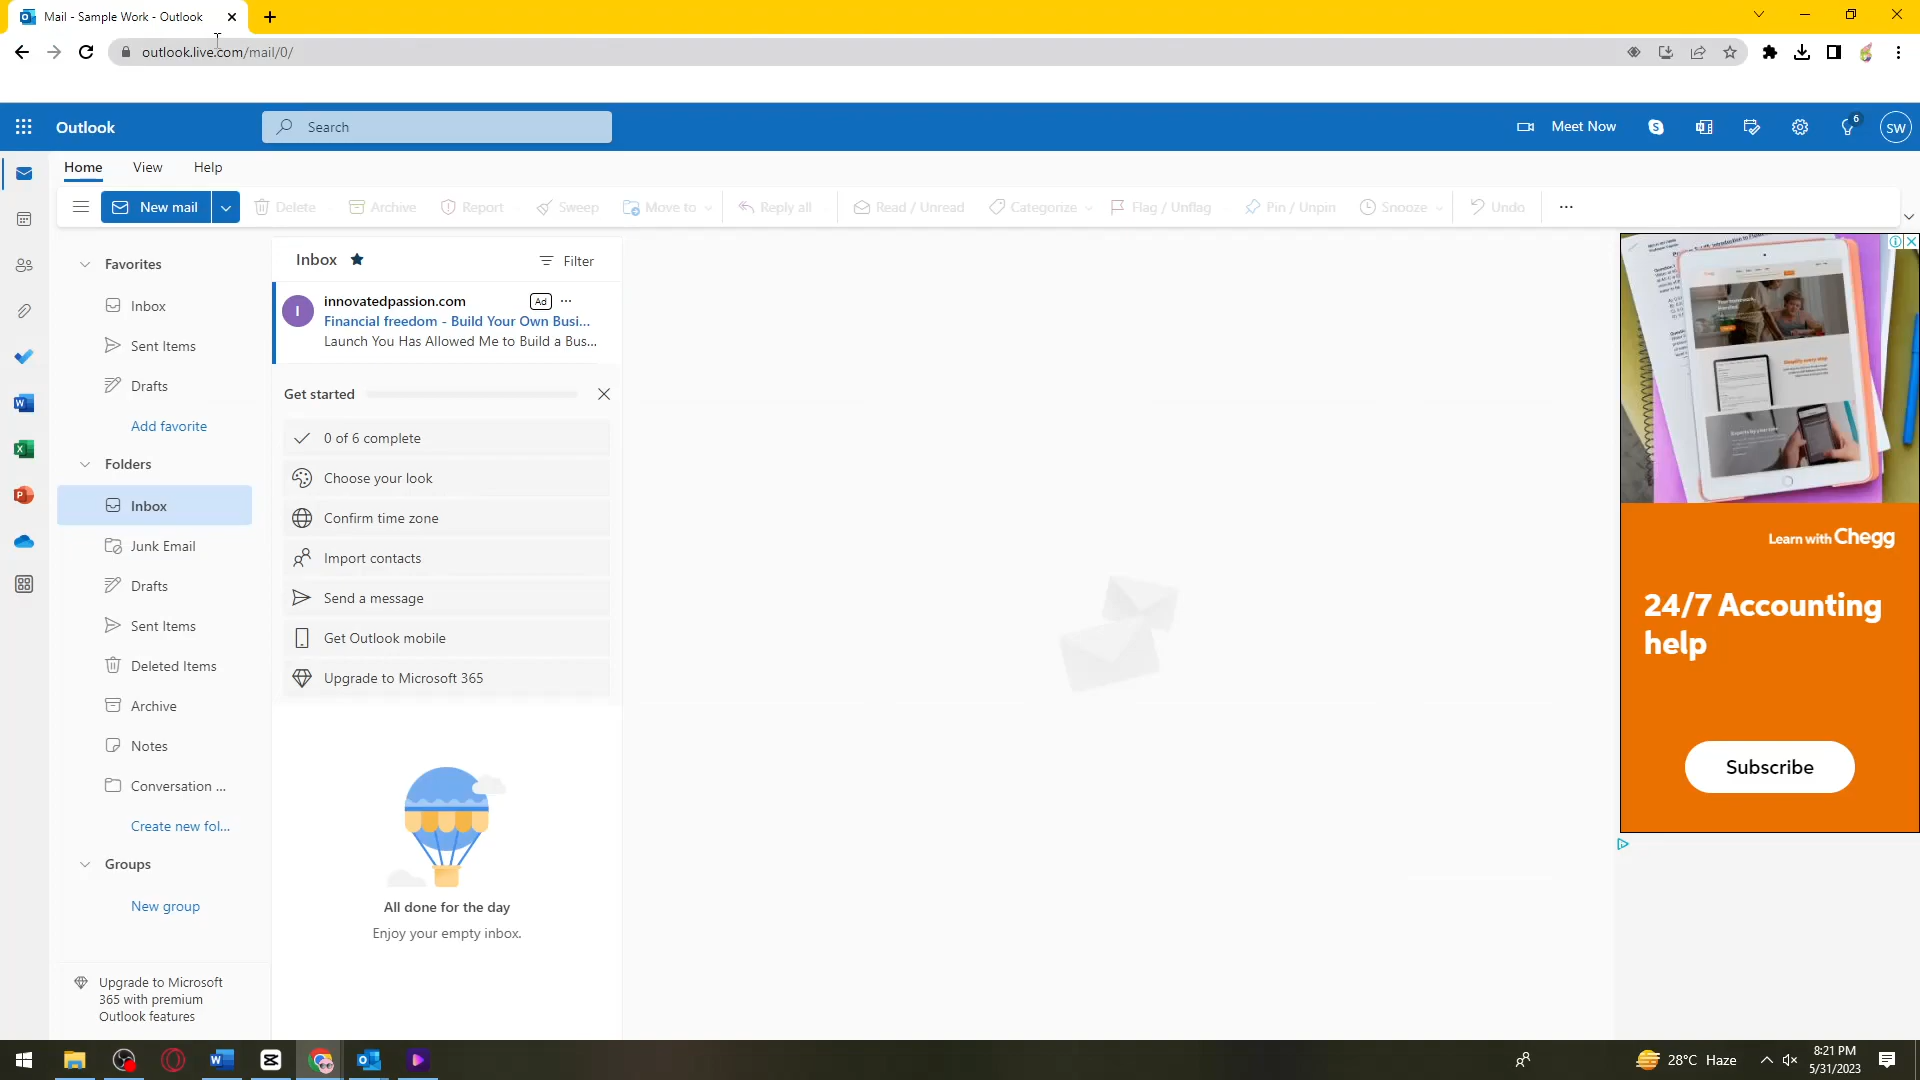 Mail - Sample Work - Outlook
outlook.live.com/mail/0/
Outlook
Search
Meet Now
6
SW
Home View Help
New mail
Delete
Archive
Report
Sweep
Move to
Reply all
Read / Unread
Categorize
Flag / Unflag
Pin / Unpin
Snooze
Undo
Favorites
Inbox
Sent Items
Drafts
Add favorite
Folders
Inbox
Junk Email
Drafts
Sent Items
Deleted Items
Archive
Notes
Conversation ...
Create new fol...
Groups
New group
Upgrade to Microsoft
365 with premium
Outlook features
Inbox
Filter
I
innovatedpassion.com
Ad
Financial freedom - Build Your Own Busi...
Launch You Has Allowed Me to Build a Bus...
Get started
0 of 6 complete
Choose your look
Confirm time zone
Import contacts
Send a message
Get Outlook mobile
Upgrade to Microsoft 365
All done for the day
Enjoy your empty inbox.
Learn with Chegg
24/7 Accounting
help
Subscribe
28°C Haze
8:21 PM
5/31/2023